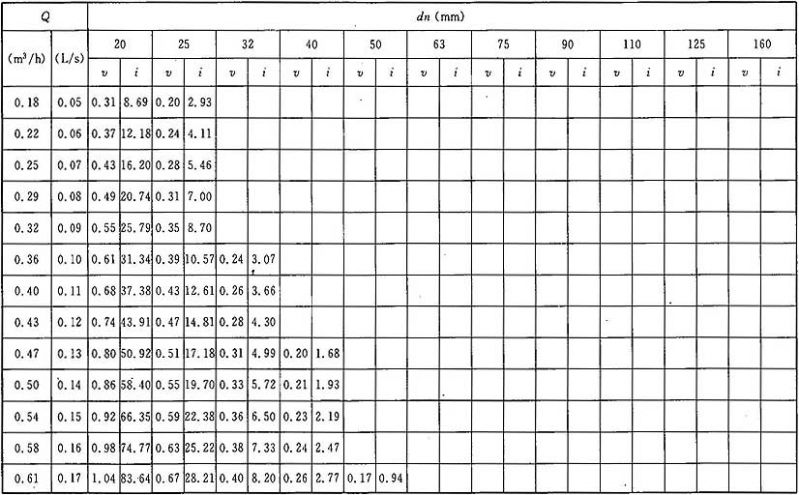 Q dn (mm)
(m³/h) (L/s) 20 25 32 40 50 63 75 90 110 125 160
v i v i v i v i v i v i v i v i v i v i v i
0.18 0.05 0.31 8.69 0.20 2.93
0.22 0.06 0.37 12.18 0.24 4.11
0.25 0.07 0.43 16.20 0.28 5.46
0.29 0.08 0.49 20.74 0.31 7.00
0.32 0.09 0.55 25.79 0.35 8.70
0.36 0.10 0.61 31.34 0.39 10.57 0.24 3.07
0.40 0.11 0.68 37.38 0.43 12.61 0.26 3.66
0.43 0.12 0.74 43.91 0.47 14.81 0.28 4.30
0.47 0.13 0.80 50.92 0.51 17.18 0.31 4.99 0.20 1.68
0.50 0.14 0.86 58.40 0.55 19.70 0.33 5.72 0.21 1.93
0.54 0.15 0.92 66.35 0.59 22.38 0.36 6.50 0.23 2.19
0.58 0.16 0.98 74.77 0.63 25.22 0.38 7.33 0.24 2.47
0.61 0.17 1.04 83.64 0.67 28.21 0.40 8.20 0.26 2.77 0.17 0.94